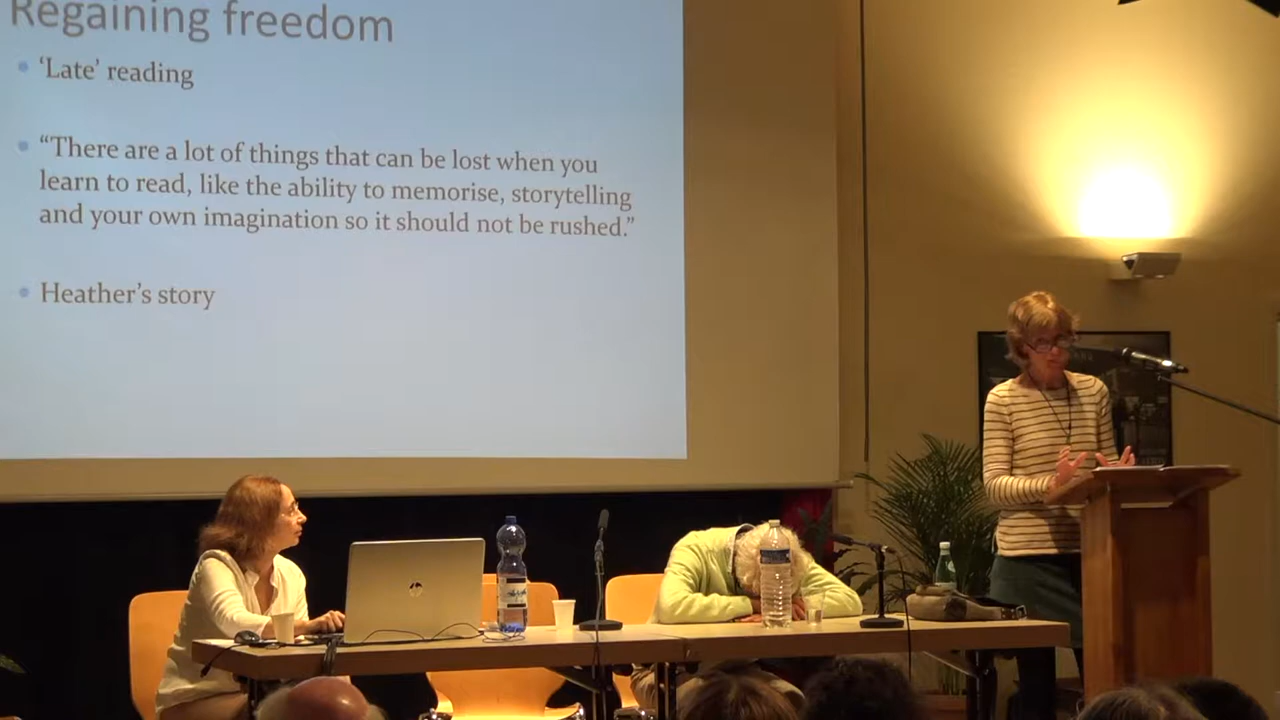 Regaining freedom
‘Late’ reading
“There are a lot of things that can be lost when you
learn to read, like the ability to memorise, storytelling
and your own imagination so it should not be rushed.”
Heather’s story
hp